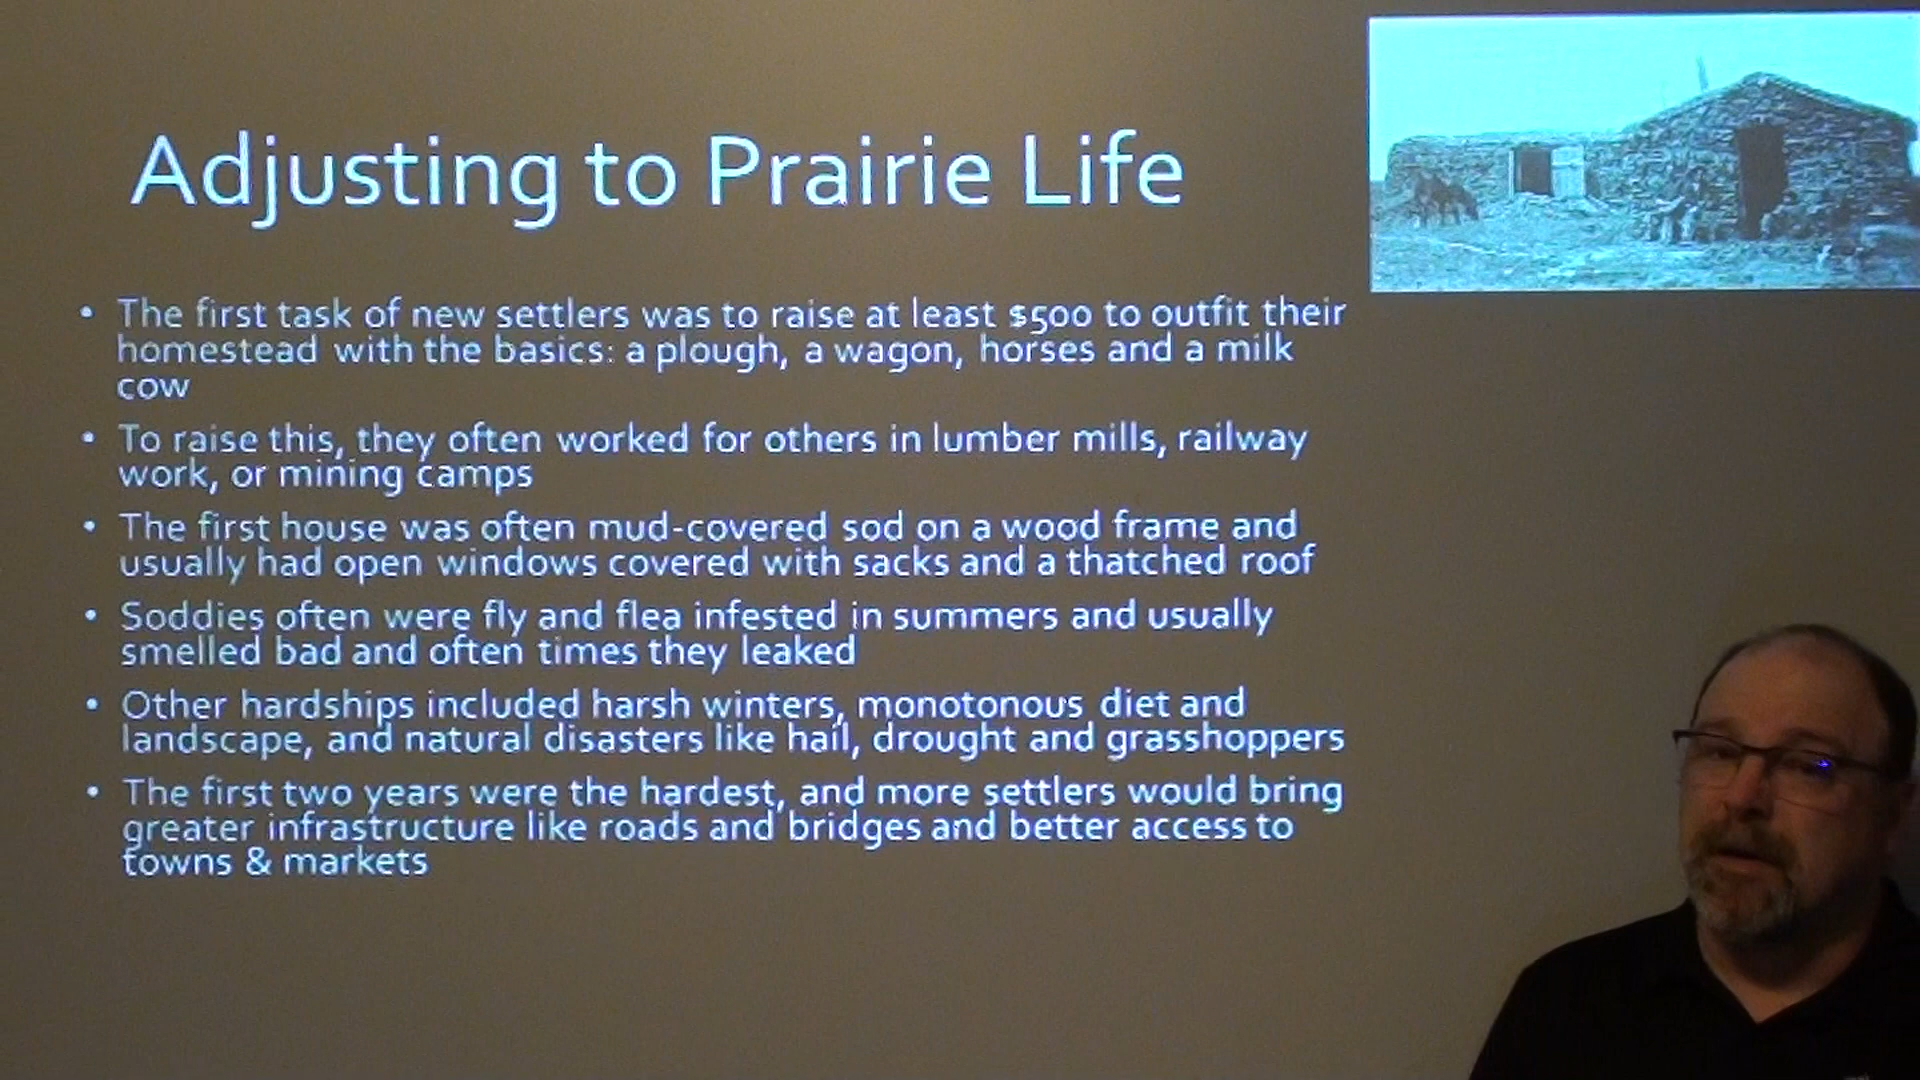 Adjusting to Prairie Life
• The first task of new settlers was to raise at least $500 to outfit their
homestead with the basics: a plough, a wagon, horses and a milk
cow
• To raise this, they often worked for others in lumber mills, railway
work, or mining camps
• The first house was often mud-covered sod on a wood frame and
usually had open windows covered with sacks and a thatched roof
• Soddies often were fly and flea infested in summers and usually
smelled bad and often times they leaked
• Other hardships included harsh winters, monotonous diet and
landscape, and natural disasters like hail, drought and grasshoppers
• The first two years were the hardest, and more settlers would bring
greater infrastructure like roads and bridges and better access to
towns & markets